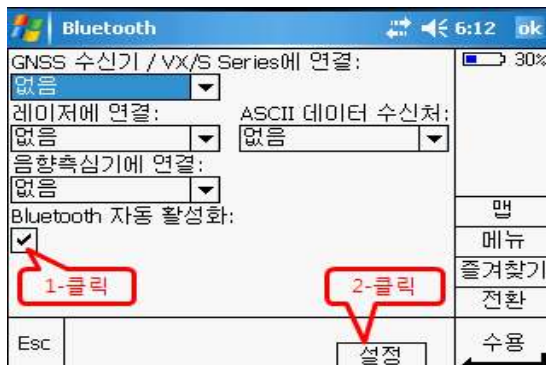 Bluetooth 6:12 ok
GNSS 수신기 / VX/S Series에 연결: 30%
없음
레이저에 연결: ASCII 데이터 수신처:
없음 없음
음향측심기에 연결:
없음
Bluetooth 자동 활성화:
맵
메뉴
즐겨찾기
전환
1-클릭 2-클릭
Esc 설정 수용